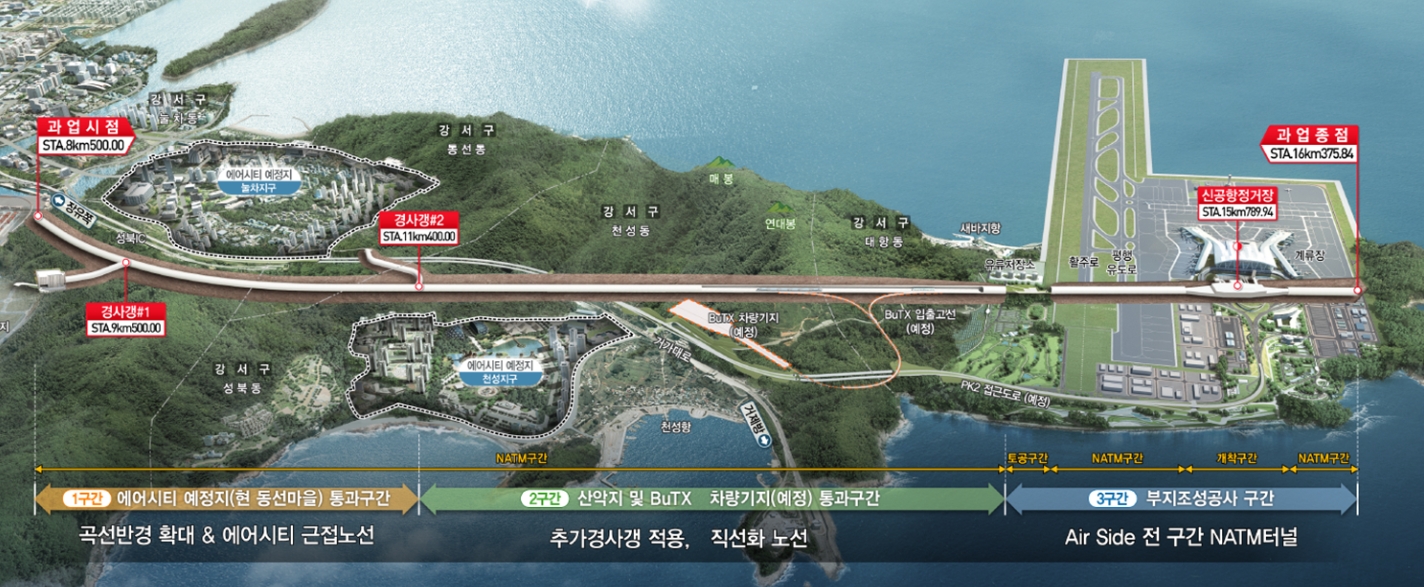 강 서 구
눌 차 동
과 업 시 점
STA.8km500.00
에어시티 예정지
눌차지구
강 서 구
동 선 동
매 봉
연대봉
강 서 구
천 성 동
강 서 구
대 항 동
새바지항
과 업 종 점
STA.16km375.84
신공항정거장
STA.15km789.94
장유쪽
성북IC
경사갱#2
STA.11km400.00
유류저장소
활주로
평행
유도로
계류장
경사갱#1
STA.9km500.00
지
BuTX 차량기지
(예정)
BuTX 입출고선
(예정)
거가대로
강 서 구
성 북 동
에어시티 예정지
천성지구
PK2 접근도로 (예정)
천성항
거제방
NATM구간
토공구간
NATM구간
개착구간
NATM구간
1구간 에어시티 예정지(현 동선마을) 통과구간
2구간 산악지 및 BuTX 차량기지(예정) 통과구간
3구간 부지조성공사 구간
곡선반경 확대 & 에어시티 근접노선
추가경사갱 적용, 직선화 노선
Air Side 전 구간 NATM터널